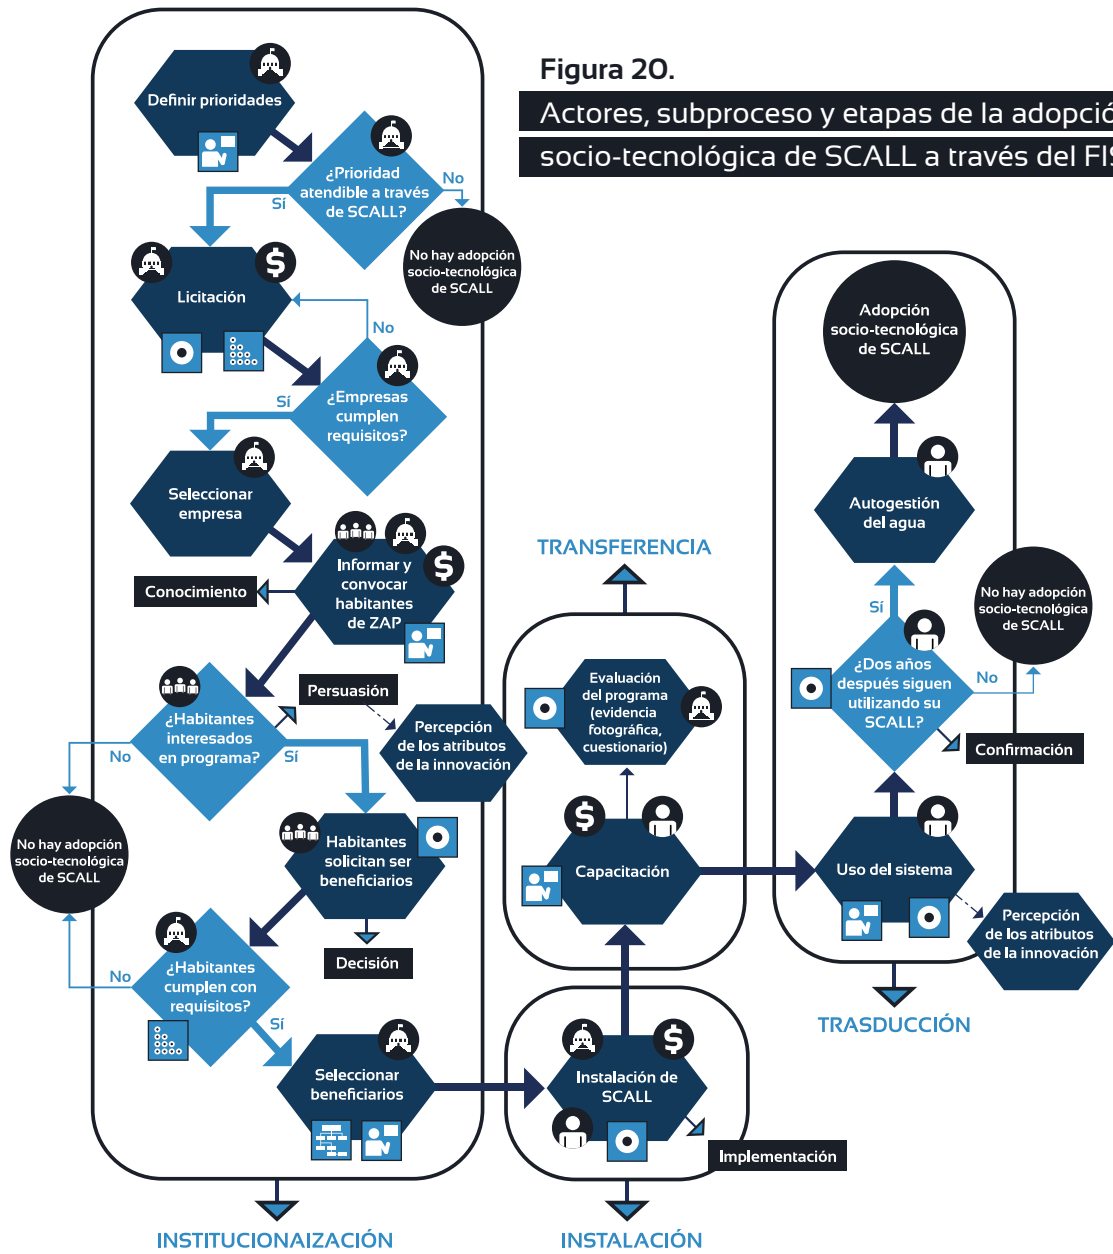 Figura 20.
Actores, subproceso y etapas de la adopció
socio-tecnológica de SCALL a través del FIS
Definir prioridades
¿Prioridad
atendible a través
de SCALL?
No
Sí
No hay adopción
socio-tecnológica
de SCALL
$
Licitación
No
¿Empresas
cumplen
requisitos?
Sí
Seleccionar
empresa
$
Informar y
convocar
habitantes
de ZAP
Conocimiento
Persuasión
Percepción
de los atributos
de la innovación
¿Habitantes
interesados
en programa?
No
Sí
No hay adopción
socio-tecnológica
de SCALL
Habitantes
solicitan ser
beneficiarios
Decisión
¿Habitantes
cumplen con
requisitos?
No
Sí
Seleccionar
beneficiarios
INSTITUCIONAIZACIÓN
$
Instalación de
SCALL
Implementación
INSTALACIÓN
TRANSFERENCIA
Evaluación
del programa
(evidencia
fotográfica,
cuestionario)
$
Capacitación
Adopción
socio-tecnológica
de SCALL
Autogestión
del agua
Sí
No hay adopción
socio-tecnológica
de SCALL
¿Dos años
después siguen
utilizando su
SCALL?
No
Confirmación
Uso del sistema
Percepción
de los atributos
de la innovación
TRASDUCCIÓN